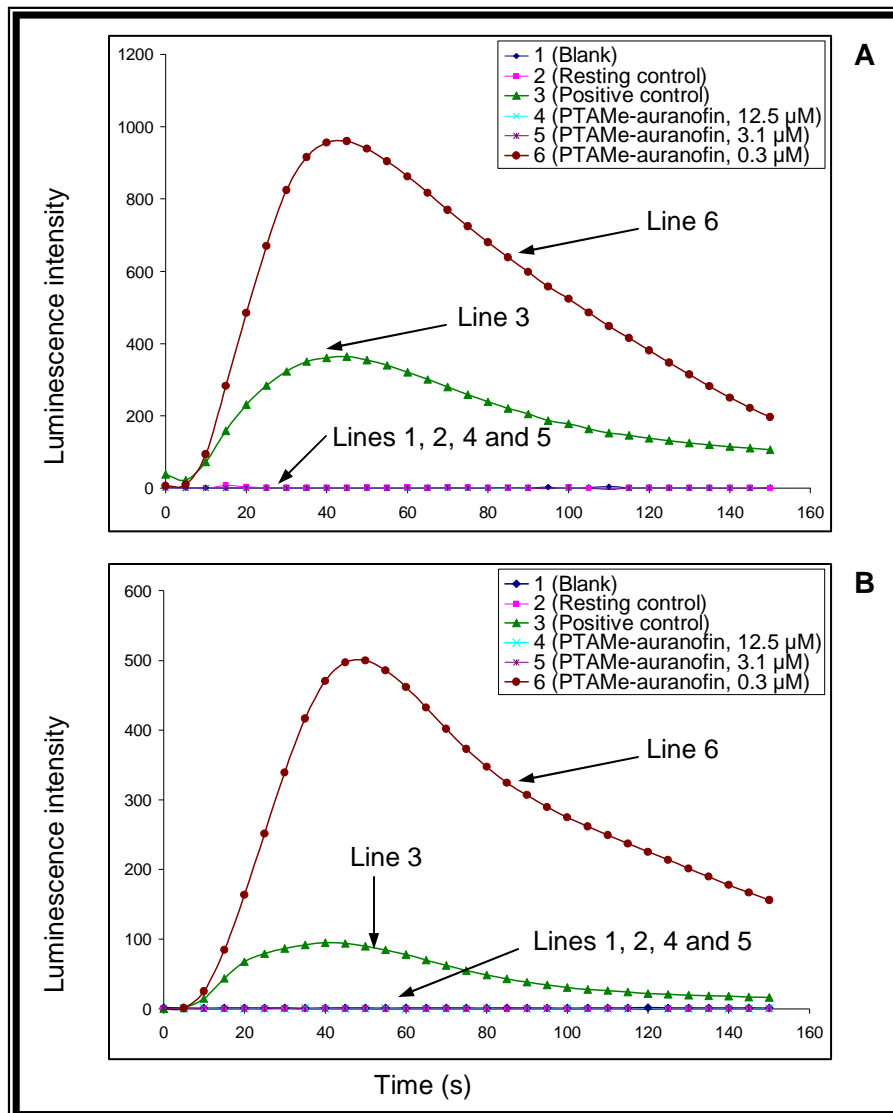 A
1200
1000
800
600
400
200
0
Luminescence intensity
1 (Blank)
2 (Resting control)
3 (Positive control)
4 (PTAMe-auranofin, 12.5 µM)
5 (PTAMe-auranofin, 3.1 µM)
6 (PTAMe-auranofin, 0.3 µM)
Line 6
Line 3
Lines 1, 2, 4 and 5
0 20 40 60 80 100 120 140 160
B
600
500
400
300
200
100
0
Luminescence intensity
1 (Blank)
2 (Resting control)
3 (Positive control)
4 (PTAMe-auranofin, 12.5 µM)
5 (PTAMe-auranofin, 3.1 µM)
6 (PTAMe-auranofin, 0.3 µM)
Line 6
Line 3
Lines 1, 2, 4 and 5
0 20 40 60 80 100 120 140 160
Time (s)